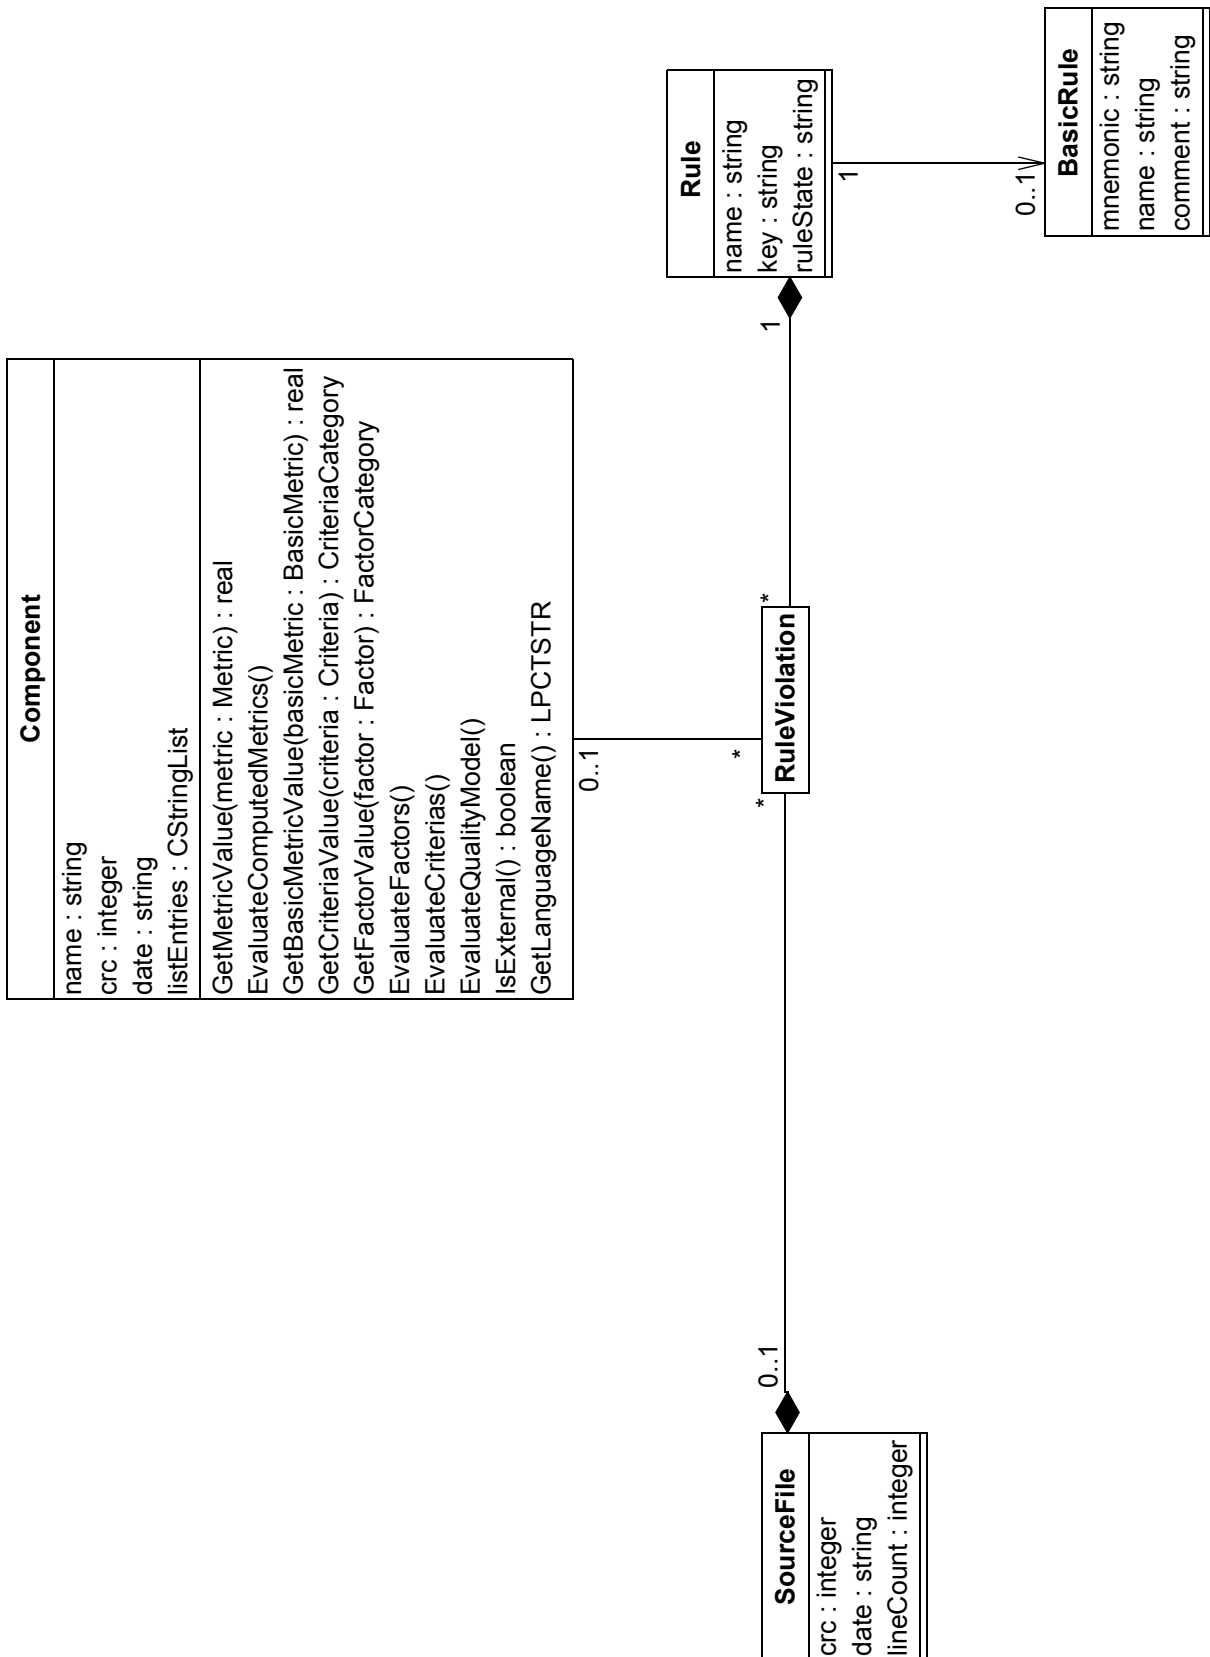 Component
name : string
crc : integer
date : string
listEntries : CStringList
GetMetricValue(metric : Metric) : real
EvaluateComputedMetrics()
GetBasicMetricValue(basicMetric : BasicMetric) : real
GetCriteriaValue(criteria : Criteria) : CriteriaCategory
GetFactorValue(factor : Factor) : FactorCategory
EvaluateFactors()
EvaluateCriterias()
EvaluateQualityModel()
IsExternal() : boolean
GetLanguageName() : LPCTSTR
0..1
*
SourceFile
crc : integer
date : string
lineCount : integer
0..1
*
RuleViolation
*
1
Rule
name : string
key : string
ruleState : string
1
0..1
BasicRule
mnemonic : string
name : string
comment : string